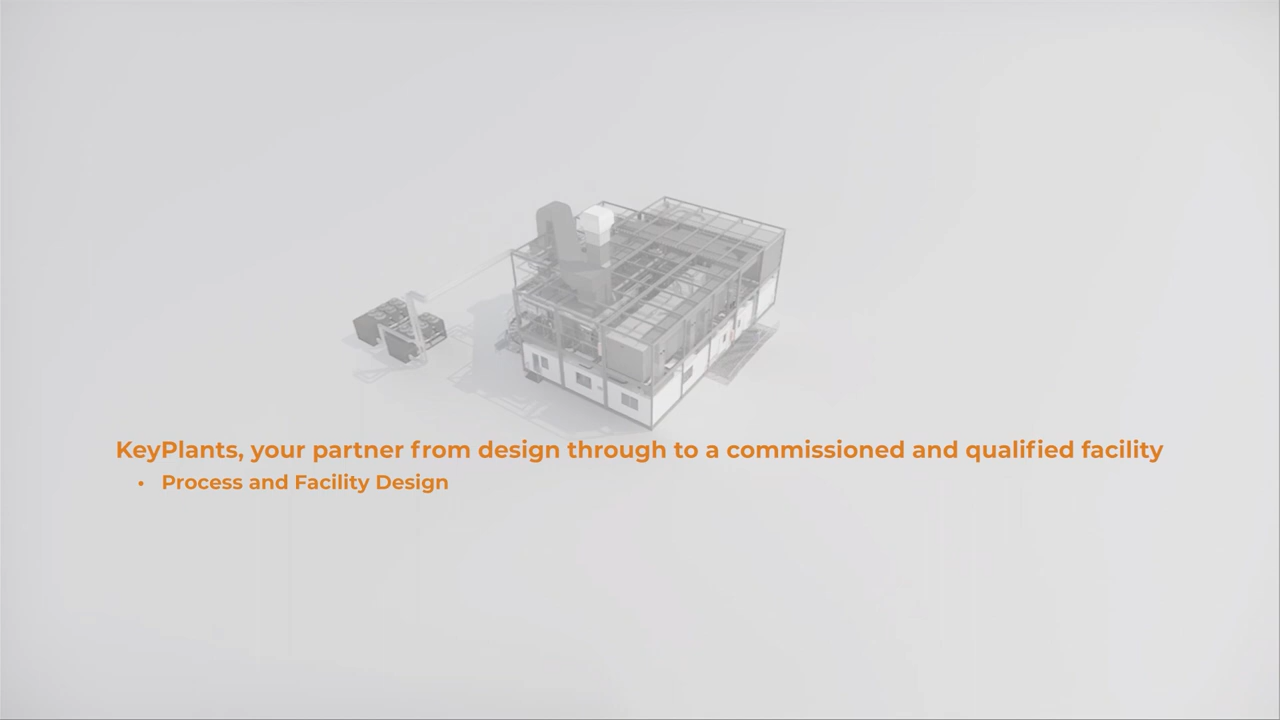 KeyPlants, your partner from design through to a commissioned and qualified facility
• Process and Facility Design